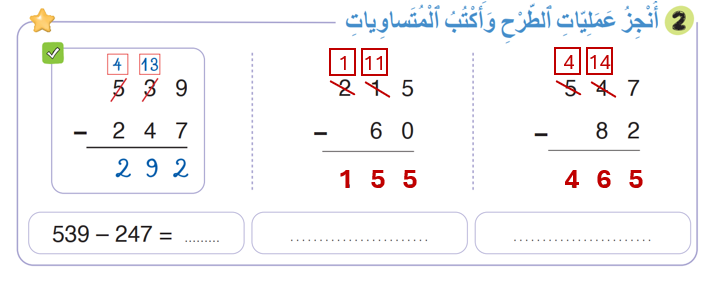 2 أُنْجِزُ عَمَلِيّاتِ ٱلطَّرْحِ وَأَكْتُبُ ٱلْمُتَساوِياتِ
4 13
5 3 9
– 2 4 7
2 9 2
539 – 247 = .........
1 11
2 1 5
– 6 0
1 5 5
........................
4 14
5 4 7
– 8 2
4 6 5
........................